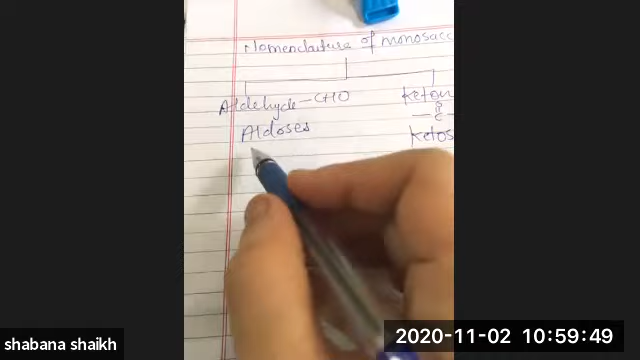 Nomenclature of monosacc
Aldehyde-CHO Keton
O
-C-
Aldoses Ketos
shabana shaikh
2020-11-02 10:59:49